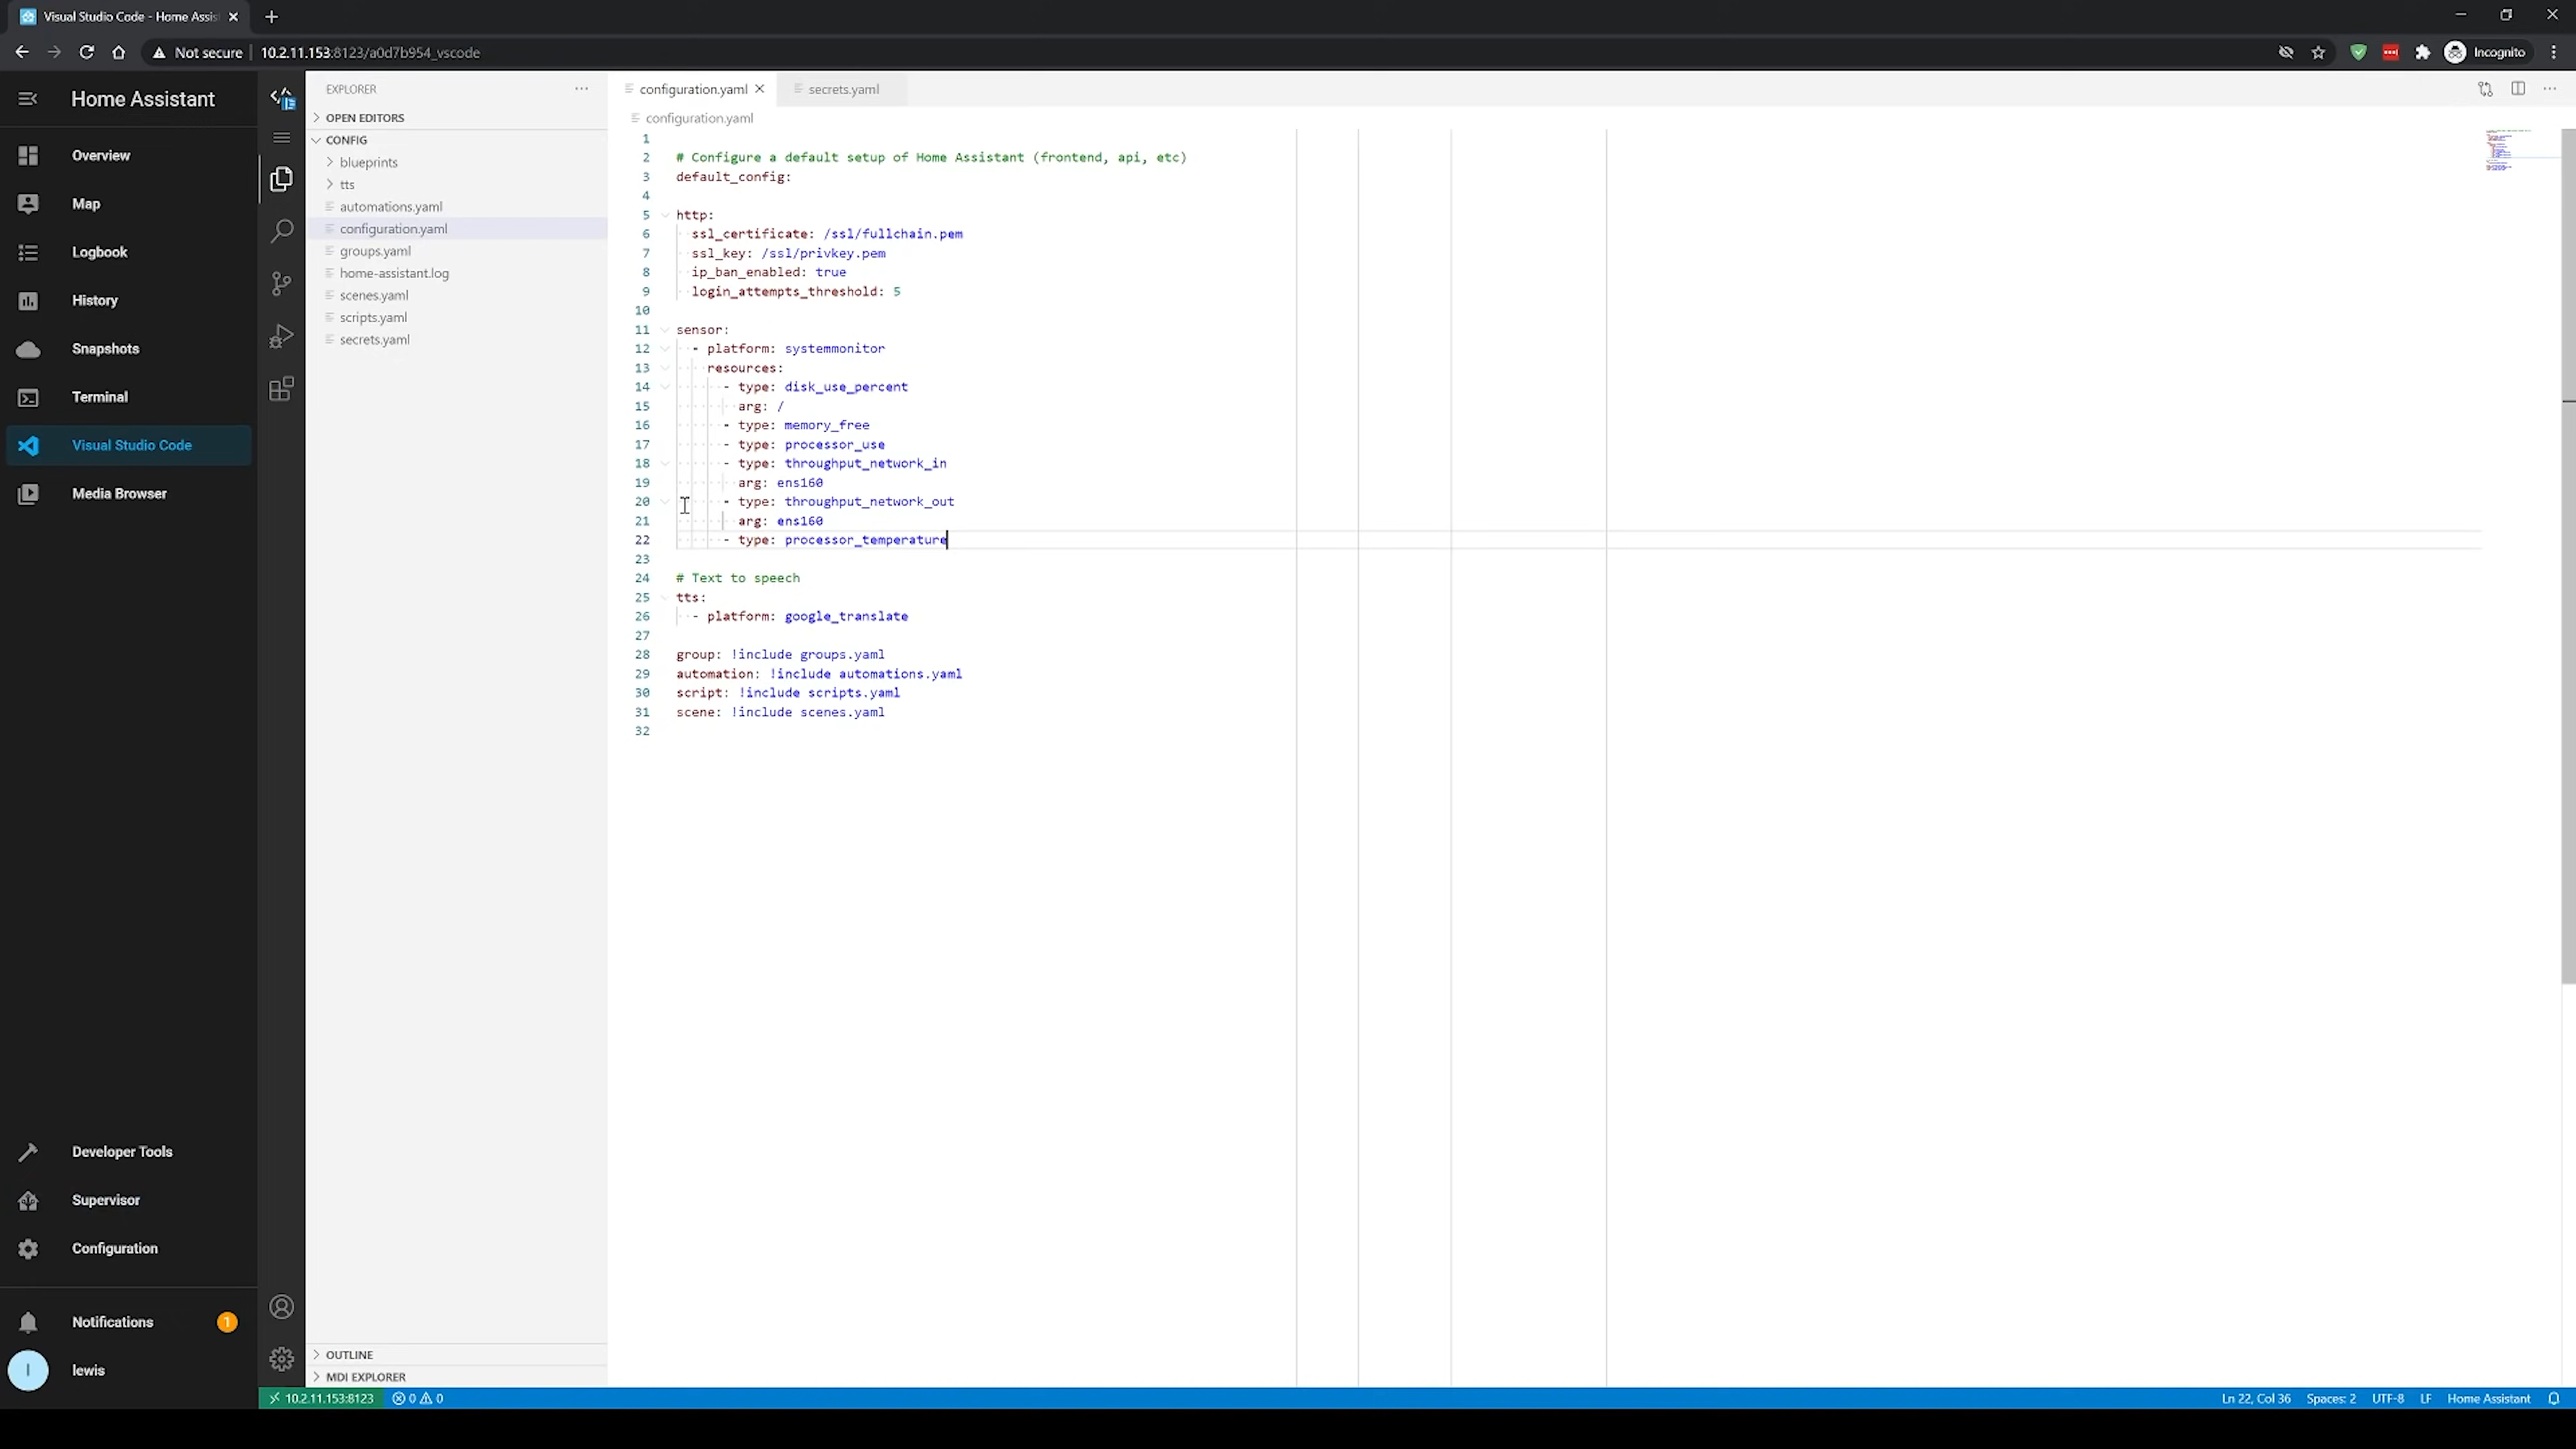 Visual Studio Code - Home Assis
Not secure 10.2.11.153:8123/a0d7b954_vscode
Incognito
Home Assistant
Overview
Map
Logbook
History
Snapshots
Terminal
Visual Studio Code
Media Browser
Developer Tools
Supervisor
Configuration
Notifications 1
l lewis
EXPLORER
OPEN EDITORS
CONFIG
blueprints
tts
automations.yaml
configuration.yaml
groups.yaml
home-assistant.log
scenes.yaml
scripts.yaml
secrets.yaml
OUTLINE
MDI EXPLORER
configuration.yaml secrets.yaml
configuration.yaml
1
2 # Configure a default setup of Home Assistant (frontend, api, etc)
3 default_config:
4
5 http:
6 ssl_certificate: /ssl/fullchain.pem
7 ssl_key: /ssl/privkey.pem
8 ip_ban_enabled: true
9 login_attempts_threshold: 5
10
11 sensor:
12 - platform: systemmonitor
13 resources:
14 - type: disk_use_percent
15 arg: /
16 - type: memory_free
17 - type: processor_use
18 - type: throughput_network_in
19 arg: ens160
20 - type: throughput_network_out
21 arg: ens160
22 - type: processor_temperature
23
24 # Text to speech
25 tts:
26 - platform: google_translate
27
28 group: !include groups.yaml
29 automation: !include automations.yaml
30 script: !include scripts.yaml
31 scene: !include scenes.yaml
32
10.2.11.153:8123 0 0 Ln 22, Col 36 Spaces: 2 UTF-8 LF Home Assistant